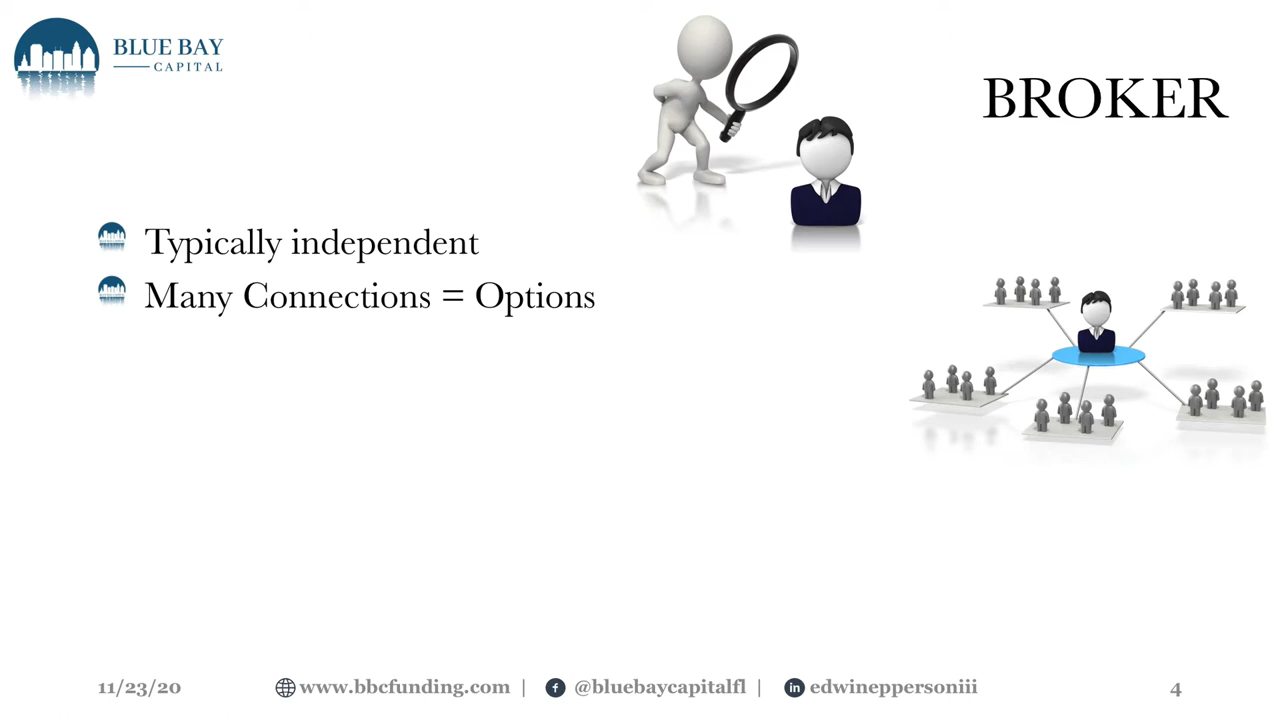 BLUE BAY
CAPITAL
BROKER
Typically independent
Many Connections = Options
11/23/20
www.bbcfunding.com | @bluebaycapitalfl | edwineppersoniii
4